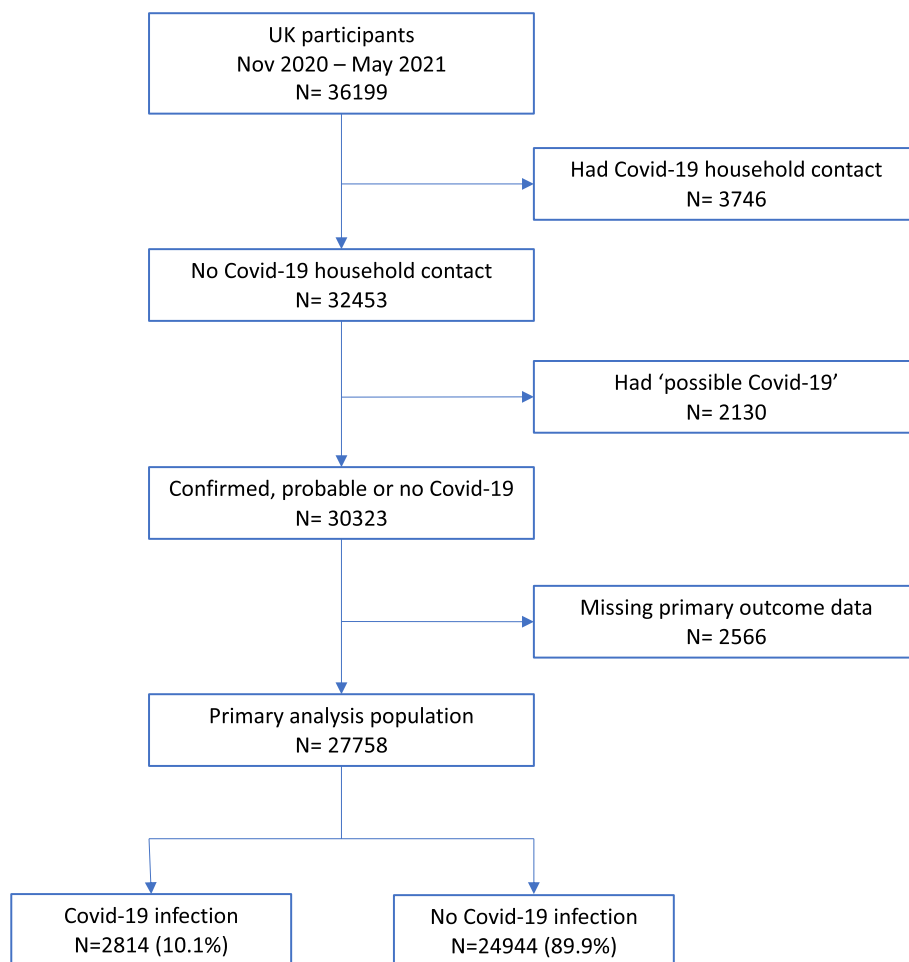 UK participants
Nov 2020 – May 2021
N= 36199
Had Covid-19 household contact
N= 3746
No Covid-19 household contact
N= 32453
Had ‘possible Covid-19’
N= 2130
Confirmed, probable or no Covid-19
N= 30323
Missing primary outcome data
N= 2566
Primary analysis population
N= 27758
Covid-19 infection
N=2814 (10.1%)
No Covid-19 infection
N=24944 (89.9%)